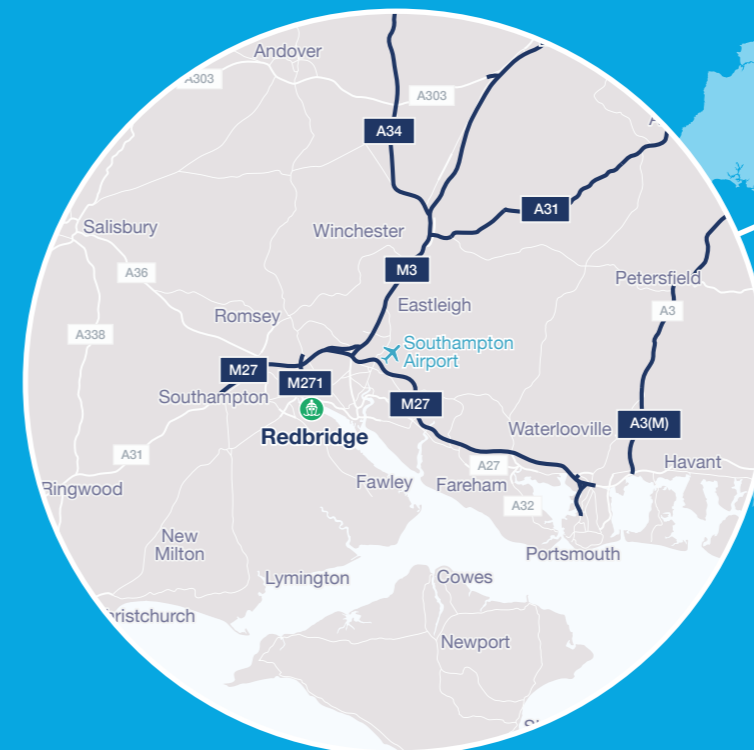 Andover
A303
A303
A34
A31
Salisbury
Winchester
A36
M3
Petersfield
Eastleigh
A3
Romsey
A338
Southampton
Airport
M27
M271
Southampton
M27
A3(M)
Waterlooville
Redbridge
A31
A27
Havant
Ringwood
Fawley
Fareham
A32
New
Milton
Portsmouth
Lymington
Cowes
hristchurch
Newport